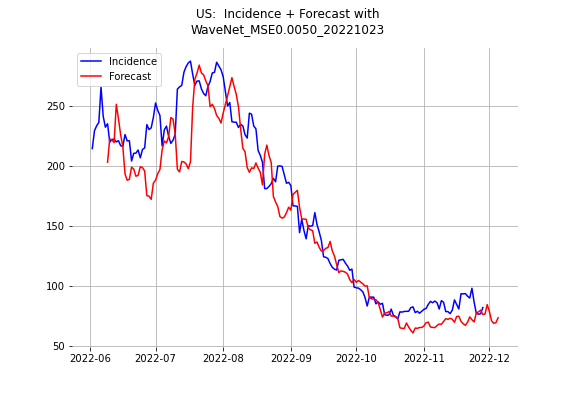 US:  Incidence + Forecast with
WaveNet_MSE0.0050_20221023
Incidence
Forecast
250
200
150
100
50
2022-06 2022-07 2022-08 2022-09 2022-10 2022-11 2022-12